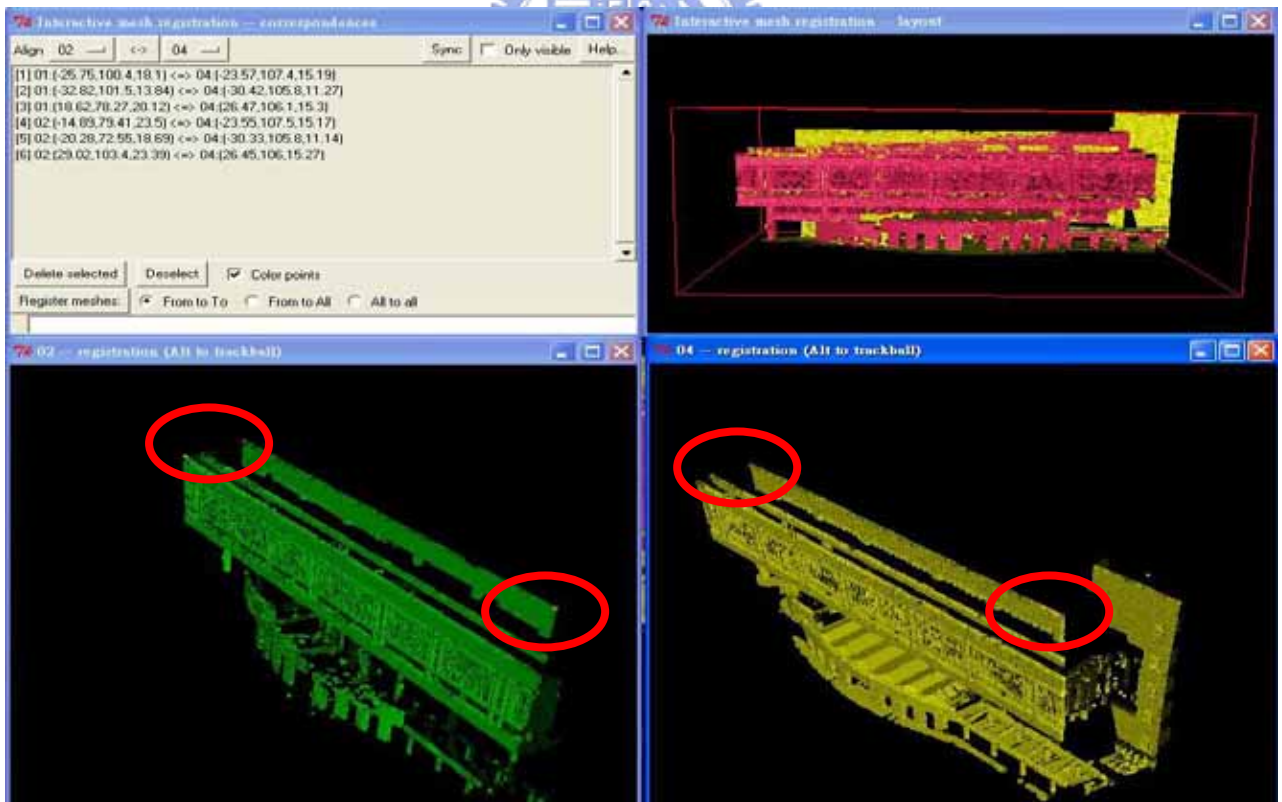 Interactive mesh registration -- correspondences
Align 02 <-> 04 Sync Only visible Help...
[1] 01:(-25.75,100.4,18.1) <=> 04:(-23.57,107.4,15.19)
[2] 01:(-32.82,101.5,13.84) <=> 04:(-30.42,105.8,11.27)
[3] 01:(18.62,78.27,20.12) <=> 04:(26.47,106.1,15.3)
[4] 02:(-14.89,79.41,23.5) <=> 04:(-23.55,107.5,15.17)
[5] 02:(-20.28,72.55,18.69) <=> 04:(-30.33,105.8,11.14)
[6] 02:(29.02,103.4,23.39) <=> 04:(26.45,106,15.27)
Delete selected Deselect Color points
Register meshes: From to To From to All All to all
Interactive mesh registration layout
02 -- registration (Alt to trackball)
04 -- registration (Alt to trackball)